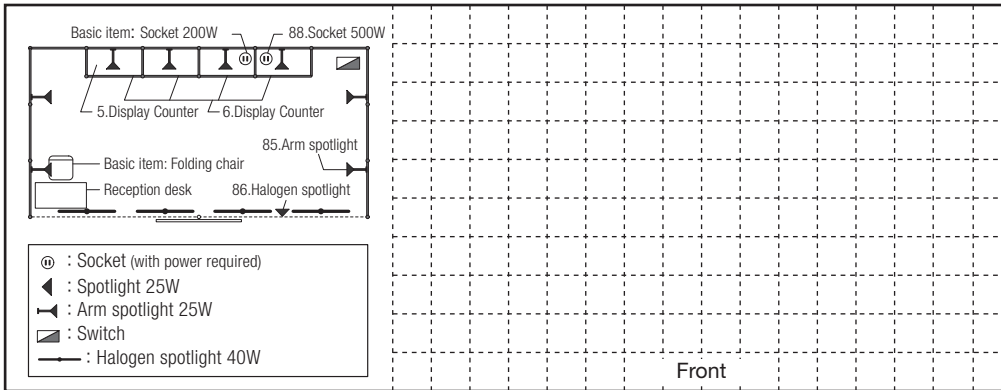 Basic item: Socket 200W
88.Socket 500W
5.Display Counter
6.Display Counter
85.Arm spotlight
Basic item: Folding chair
Reception desk
86.Halogen spotlight
: Socket (with power required)
: Spotlight 25W
: Arm spotlight 25W
: Switch
: Halogen spotlight 40W
Front